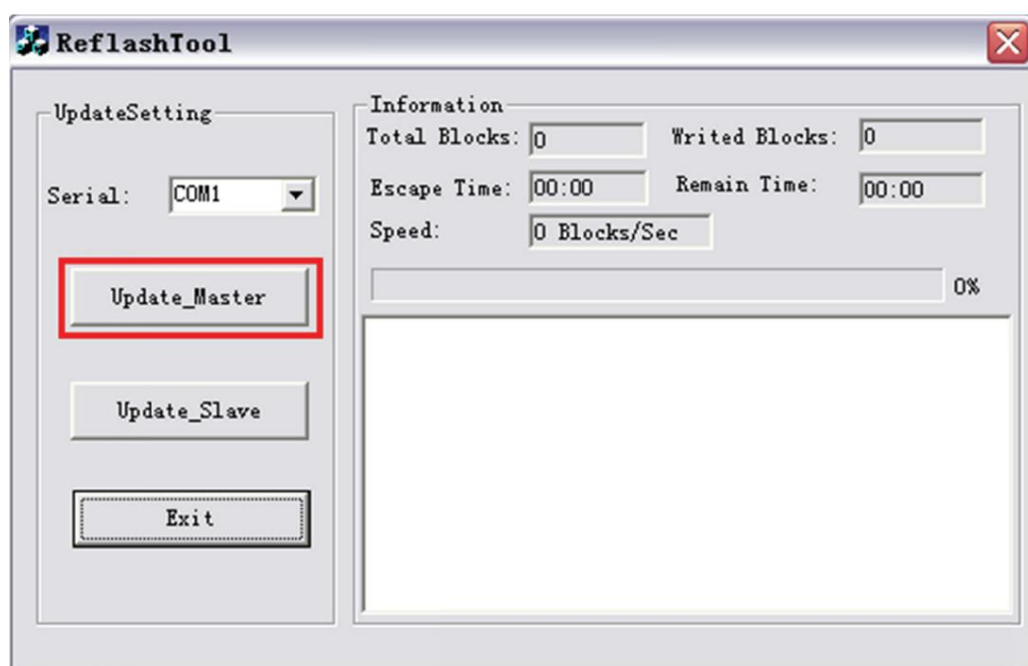 ReflashTool
UpdateSetting
Serial: COM1
Update_Master
Update_Slave
Exit
Information
Total Blocks: 0 Writed Blocks: 0
Escape Time: 00:00 Remain Time: 00:00
Speed: 0 Blocks/Sec
0%